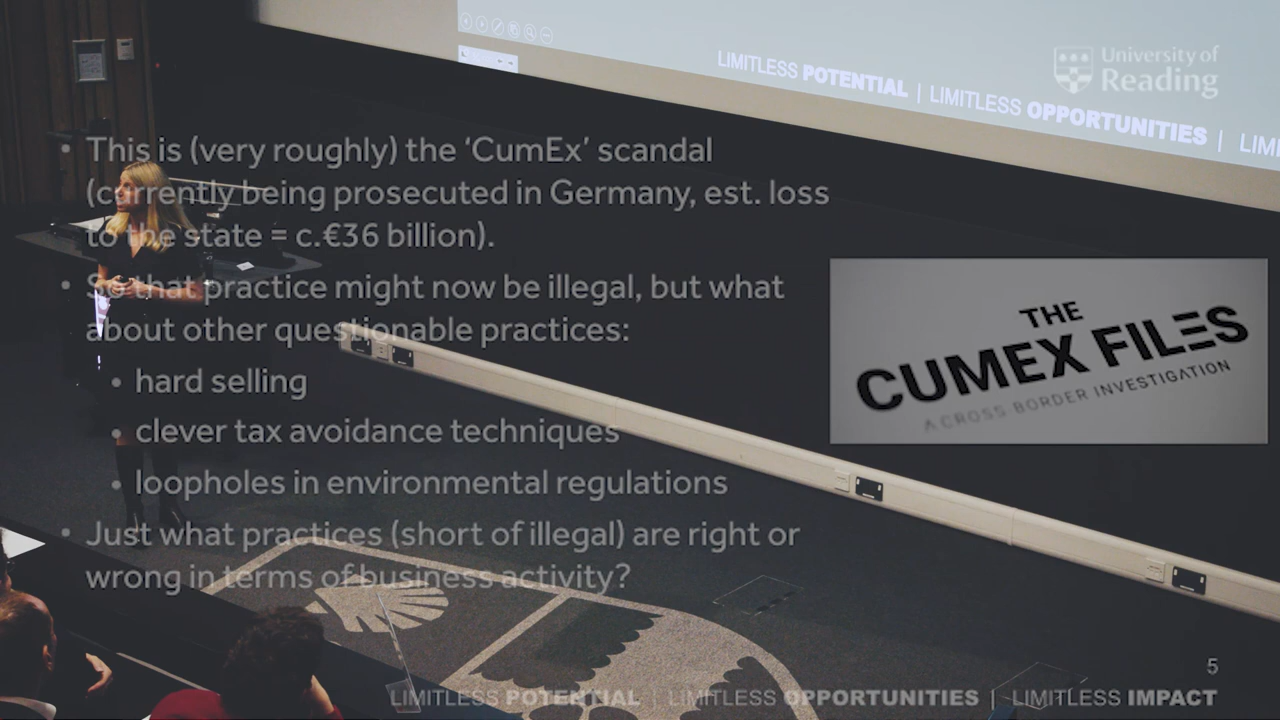 LIMITLESS POTENTIAL | LIMITLESS OPPORTUNITIES | LIM
University of
Reading
• This is (very roughly) the ‘CumEx’ scandal
(currently being prosecuted in Germany, est. loss
to the state = c.€36 billion).
• So that practice might now be illegal, but what
about other questionable practices:
• hard selling
• clever tax avoidance techniques
• loopholes in environmental regulations
• Just what practices (short of illegal) are right or
wrong in terms of business activity?
THE
CUMEX FILES
A CROSS BORDER INVESTIGATION
5
LIMITLESS POTENTIAL | LIMITLESS OPPORTUNITIES | LIMITLESS IMPACT